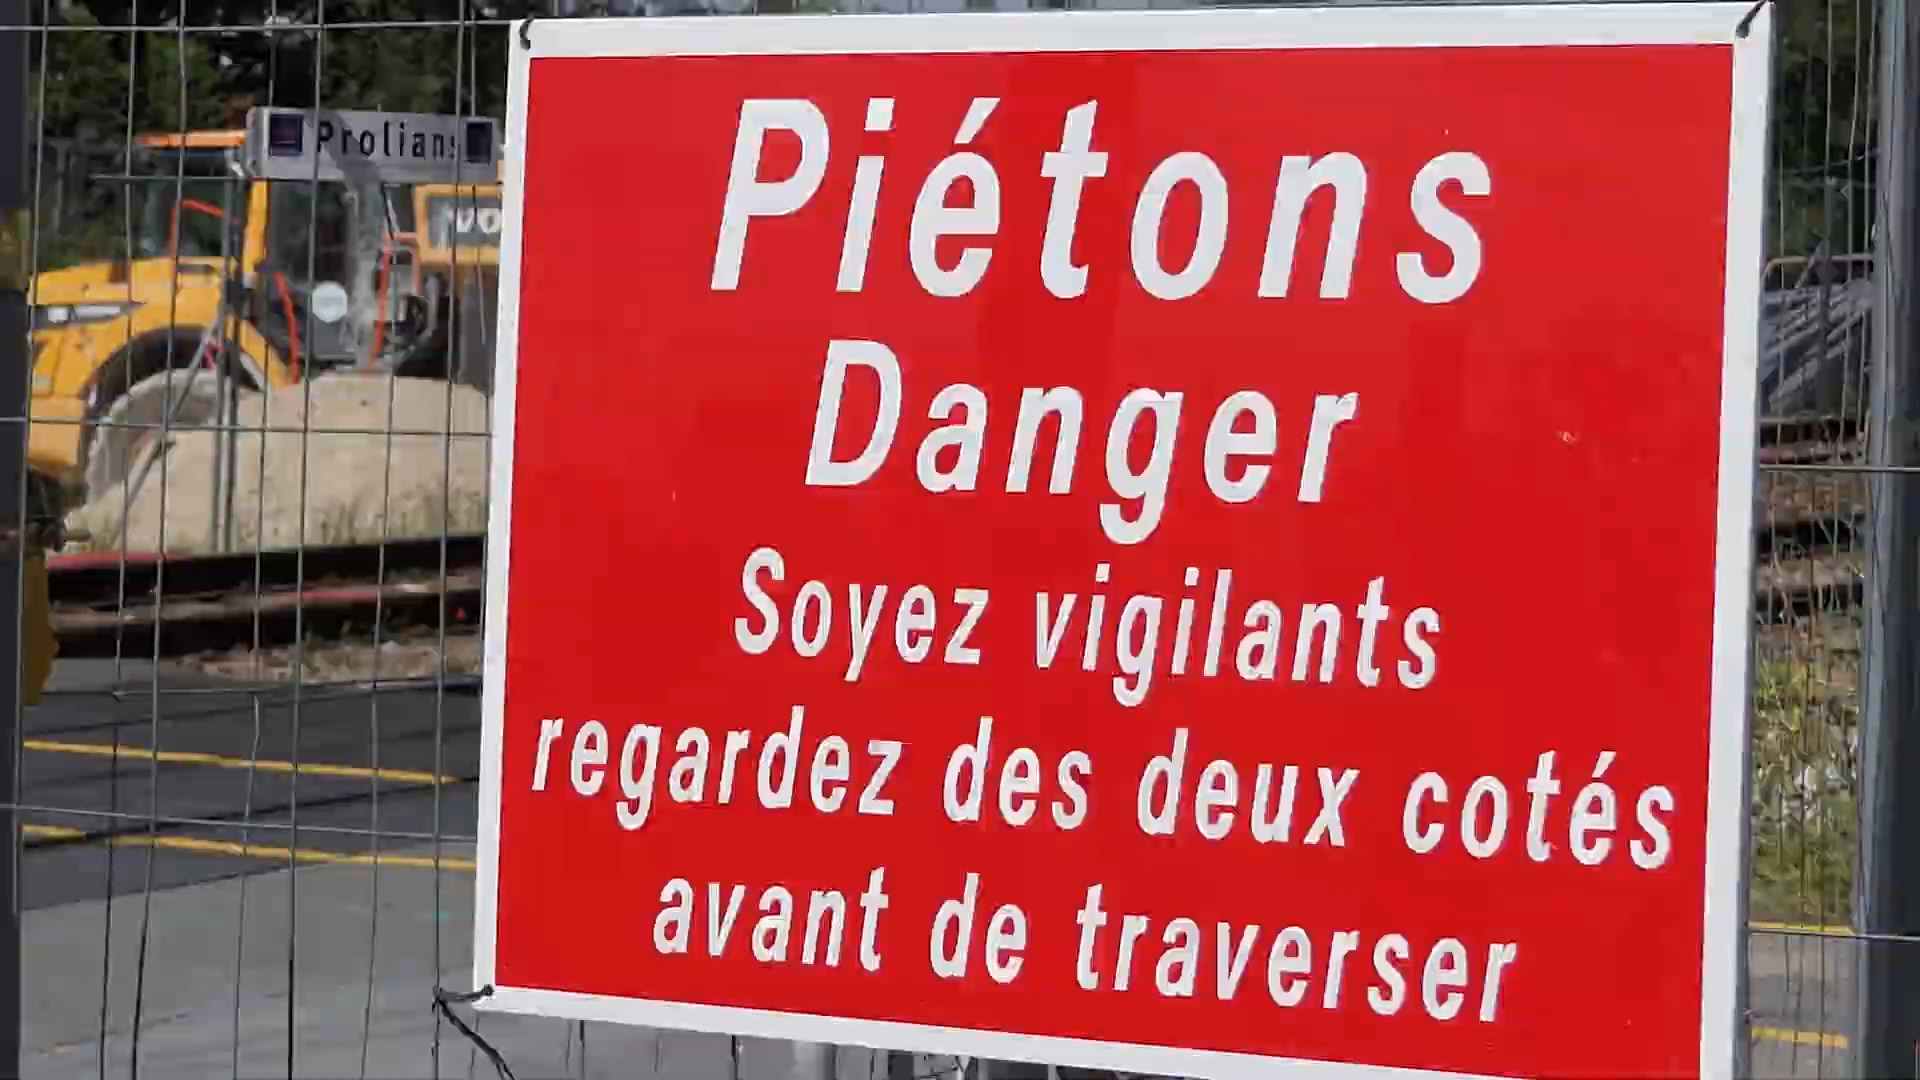 Prolians
Piétons
Danger
Soyez vigilants
regardez des deux cotés
avant de traverser